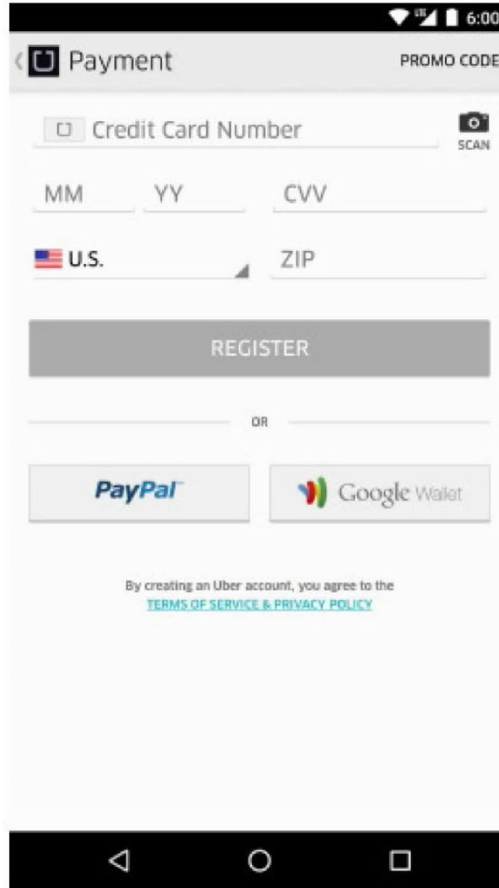 LTE 6:00
Payment PROMO CODE
Credit Card Number
SCAN
MM YY CVV
U.S. ZIP
REGISTER
OR
PayPal Google Wallet
By creating an Uber account, you agree to the
TERMS OF SERVICE & PRIVACY POLICY